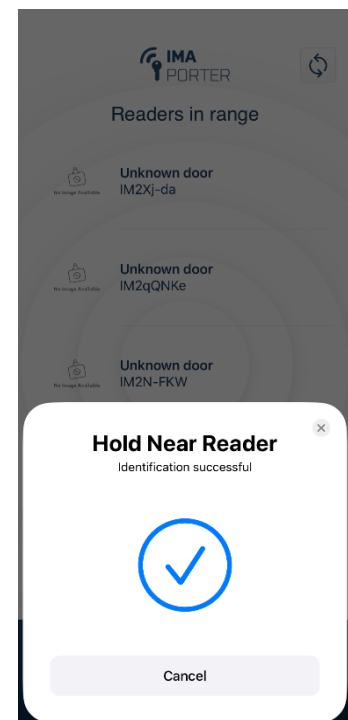 IMA
PORTER
Readers in range
No Image Available
Unknown door
IM2Xj-da
No Image Available
Unknown door
IM2qQNKe
No Image Available
Unknown door
IM2N-FKW
Hold Near Reader
Identification successful
Cancel